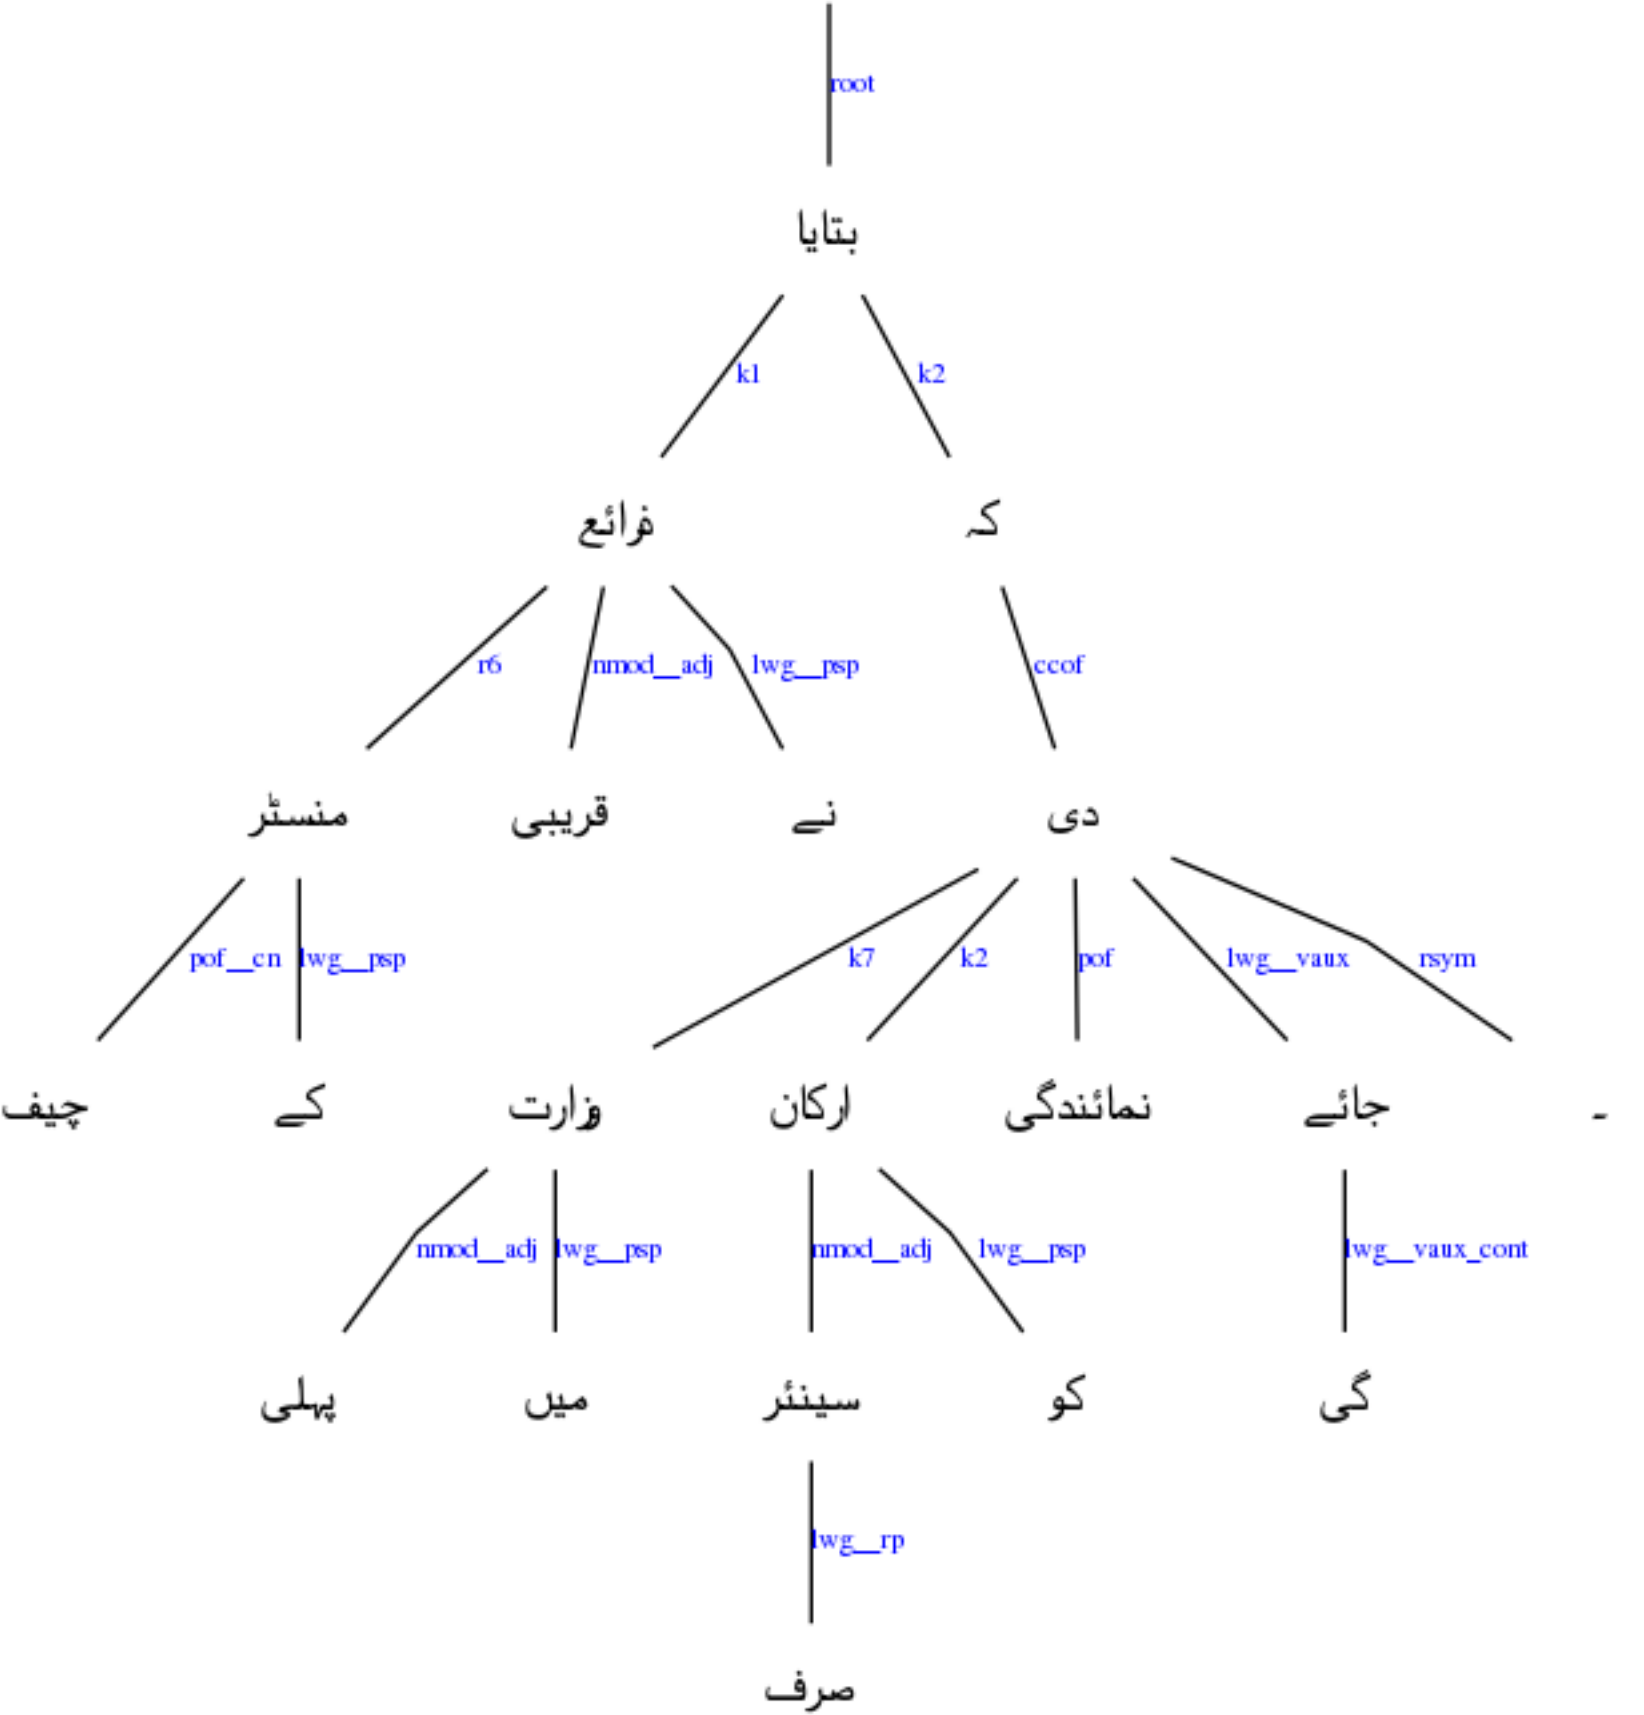 root
بتایا
k1 k2
ذرائع کہ
r6 nmod__adj lwg__psp ccof
منسٹر قریبی نے دی
pof__cn lwg__psp k7 k2 pof lwg__vaux rsym
چیف کے وزارت ارکان نمائندگی جائے ۔
nmod__adj lwg__psp nmod__adj lwg__psp lwg__vaux_cont
پہلی میں سینئر کو گی
lwg__rp
صرف